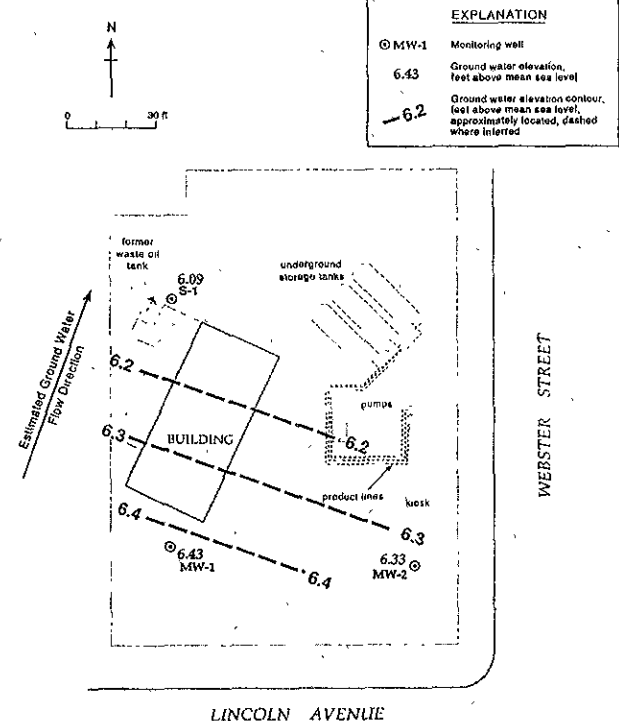 EXPLANATION
MW-1 Monitoring well
6.43 Ground water elevation,
feet above mean sea level
6.2 Ground water elevation contour,
feet above mean sea level,
approximately located, dashed
where inferred
N
0 30 ft
former
waste oil
tank
6.09
S-1
underground
storage tanks
Estimated Ground Water
Flow Direction
6.2
6.3
BUILDING
6.2
pumps
product lines
kiosk
6.4
6.3
6.43
MW-1
6.4
6.33
MW-2
WEBSTER STREET
LINCOLN AVENUE